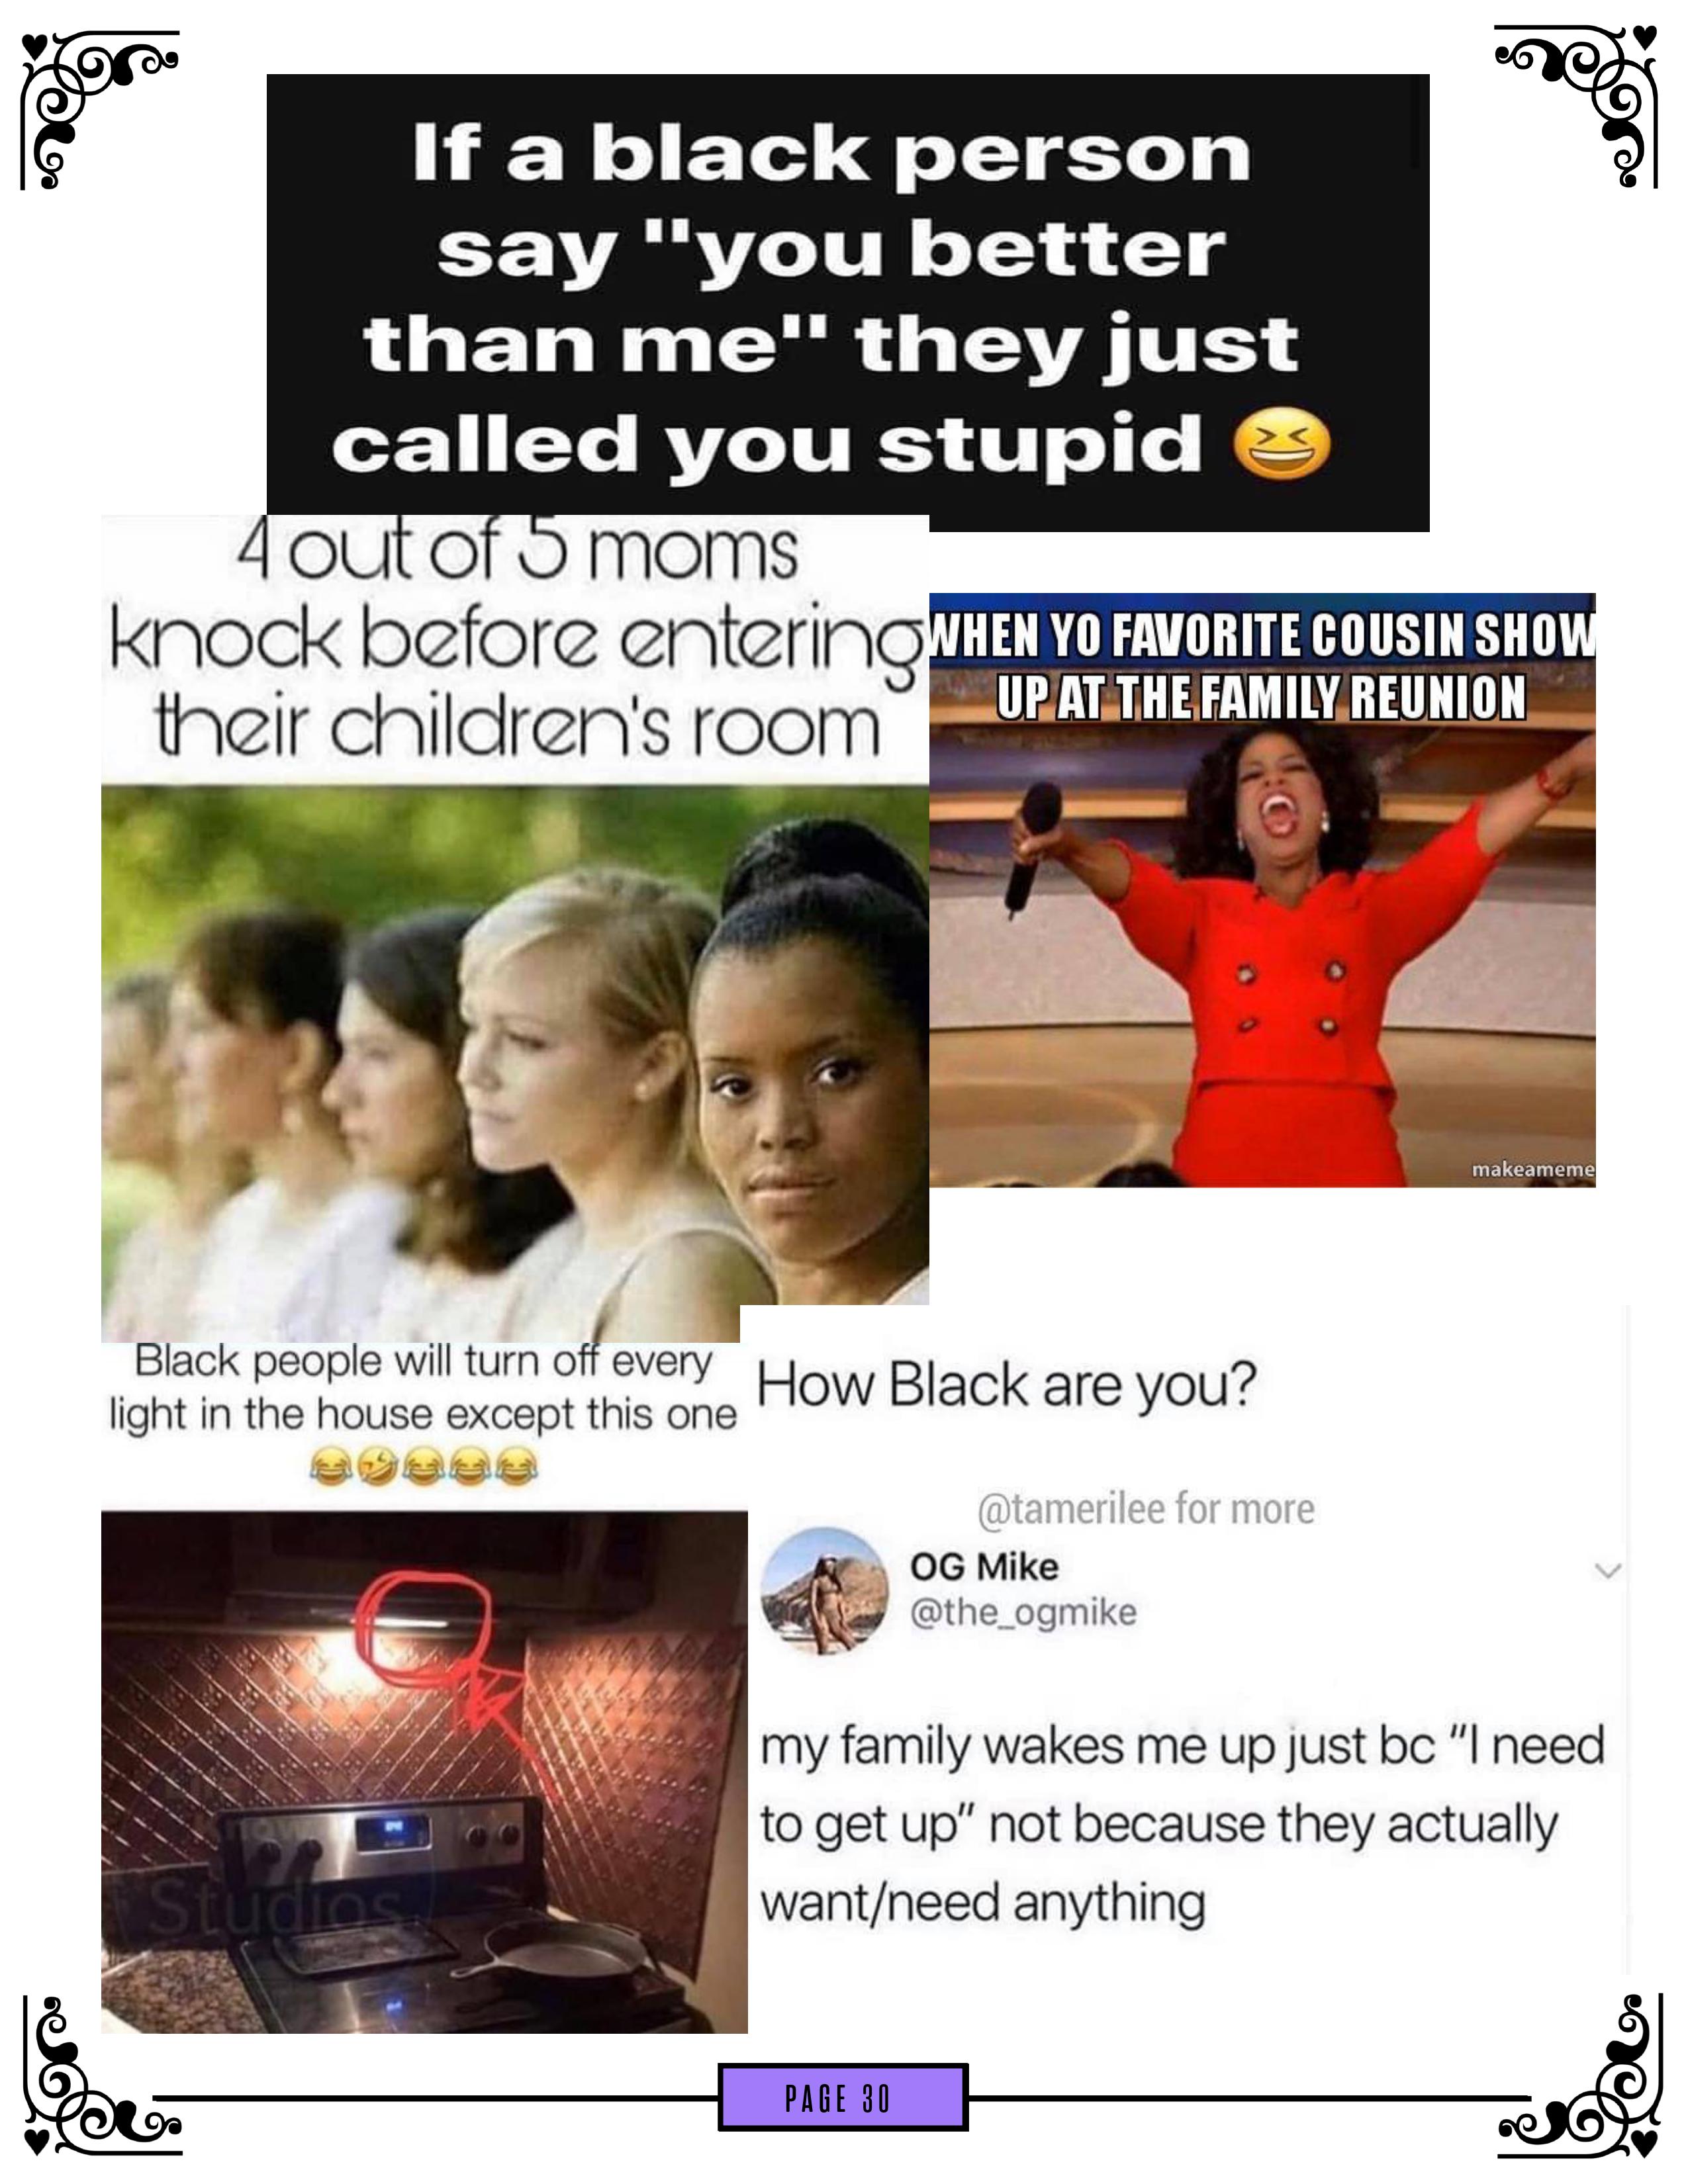 If a black person
say "you better
than me" they just
called you stupid 😆
4 out of 5 moms
knock before entering
their children's room
WHEN YO FAVORITE COUSIN SHOW
UP AT THE FAMILY REUNION
makeameme
Black people will turn off every
light in the house except this one
😂🤣😂😂😂
Studios
How Black are you?
@tamerilee for more
OG Mike
@the_ogmike
my family wakes me up just bc "I need
to get up" not because they actually
want/need anything
PAGE 30